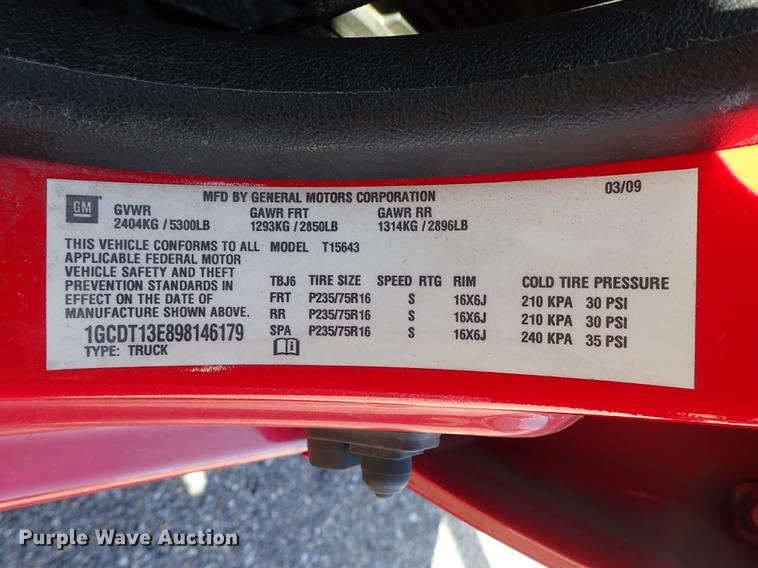 MFD BY GENERAL MOTORS CORPORATION 03/09
GM
GVWR GAWR FRT GAWR RR
2404KG / 5300LB 1293KG / 2850LB 1314KG / 2896LB
THIS VEHICLE CONFORMS TO ALL MODEL T15643
APPLICABLE FEDERAL MOTOR
VEHICLE SAFETY AND THEFT
PREVENTION STANDARDS IN
EFFECT ON THE DATE OF
MANUFACTURE SHOWN ABOVE.
1GCDT13E898146179
TYPE: TRUCK
TBJ6 TIRE SIZE SPEED RTG RIM COLD TIRE PRESSURE
FRT P235/75R16 S 16X6J 210 KPA 30 PSI
RR P235/75R16 S 16X6J 210 KPA 30 PSI
SPA P235/75R16 S 16X6J 240 KPA 35 PSI
Purple Wave Auction